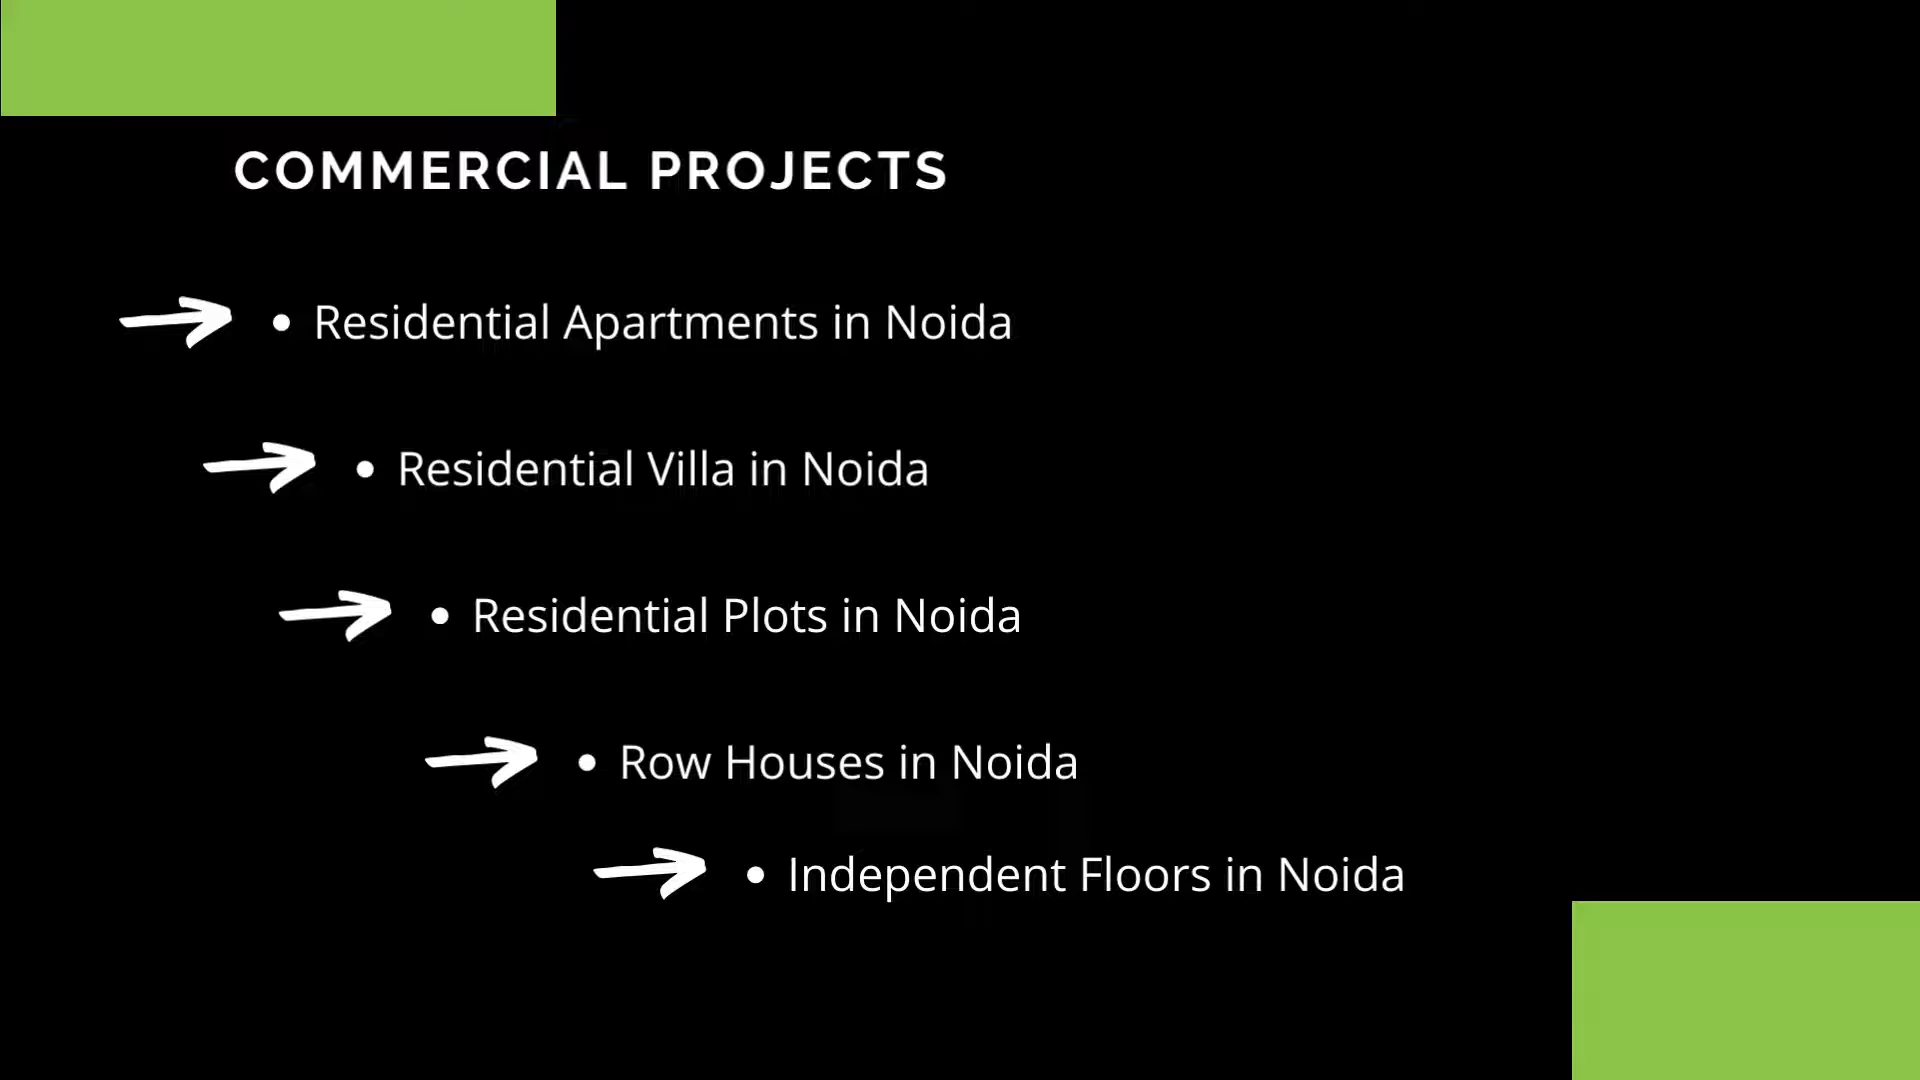 COMMERCIAL PROJECTS
• Residential Apartments in Noida
• Residential Villa in Noida
• Residential Plots in Noida
• Row Houses in Noida
• Independent Floors in Noida